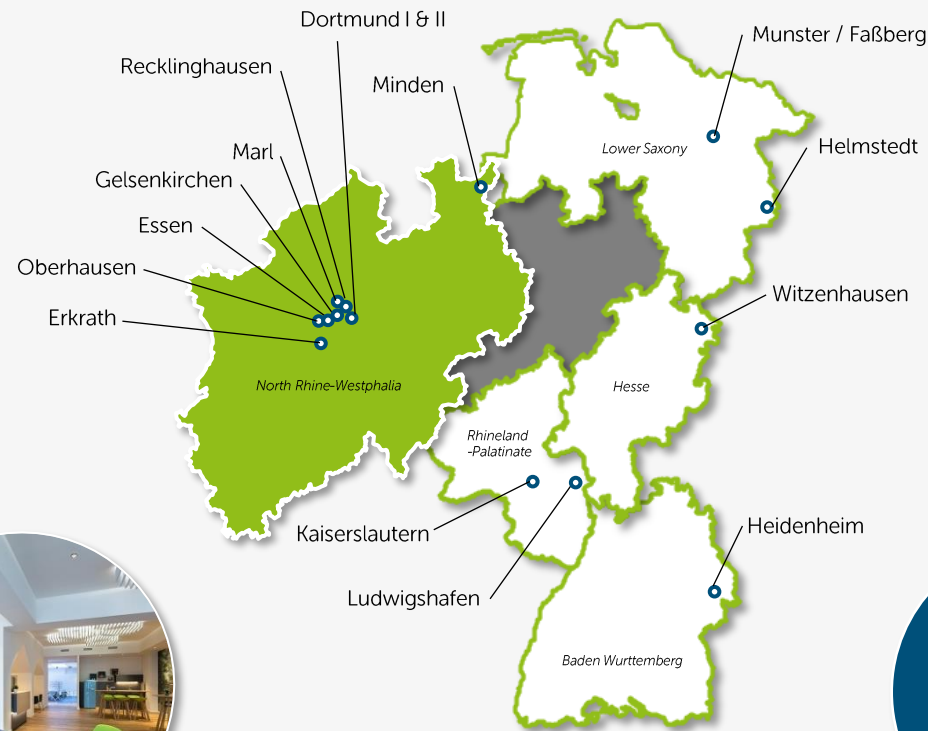 Dortmund I & II
Munster / Faßberg
Recklinghausen
Minden
Helmstedt
Lower Saxony
Marl
Gelsenkirchen
Essen
Oberhausen
Witzenhausen
Erkrath
North Rhine-Westphalia
Hesse
Rhineland
-Palatinate
Kaiserslautern
Heidenheim
Ludwigshafen
Baden Wurttemberg